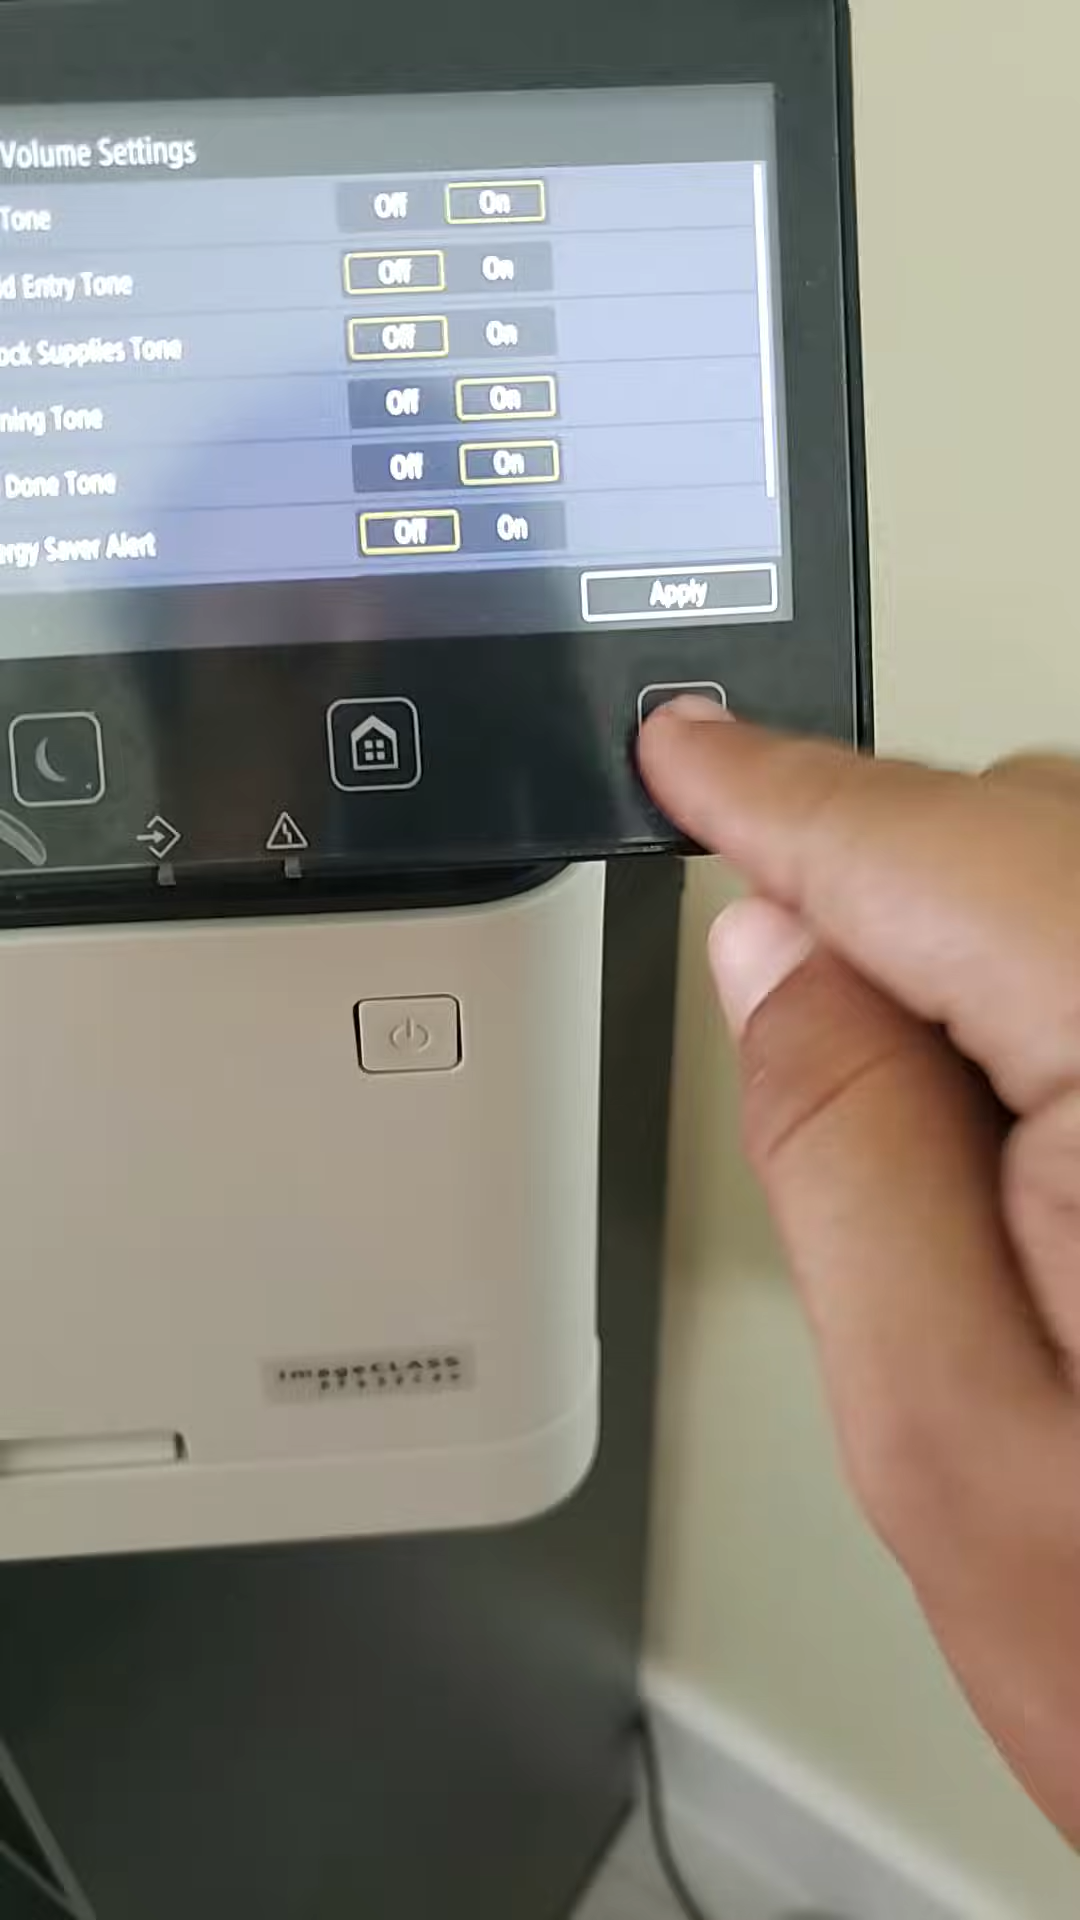 Volume Settings
Tone Off On
Entry Tone Off On
ock Supplies Tone Off On
ning Tone Off On
Done Tone Off On
ergy Saver Alert Off On
Apply
imageCLASS